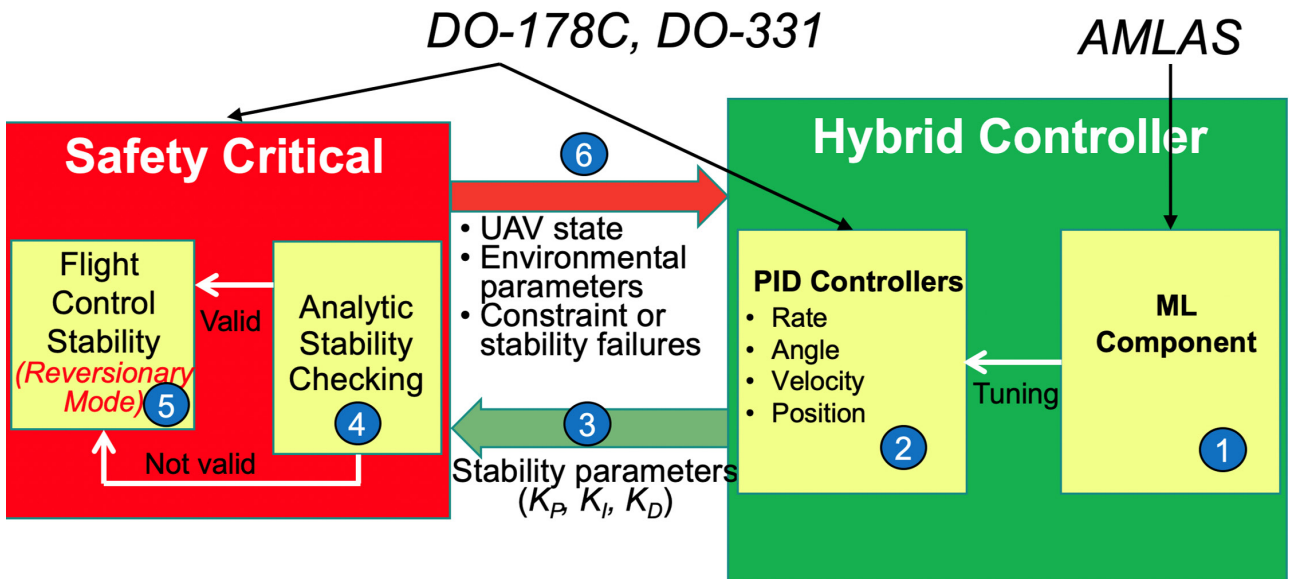 DO-178C, DO-331
AMLAS
Safety Critical
Flight
Control
Stability
(Reversionary
Mode)
5
Valid
Not valid
Analytic
Stability
Checking
4
6
• UAV state
• Environmental
parameters
• Constraint or
stability failures
3
Stability parameters
(KP, KI, KD)
Hybrid Controller
PID Controllers
• Rate
• Angle
• Velocity
• Position
2
Tuning
ML
Component
1